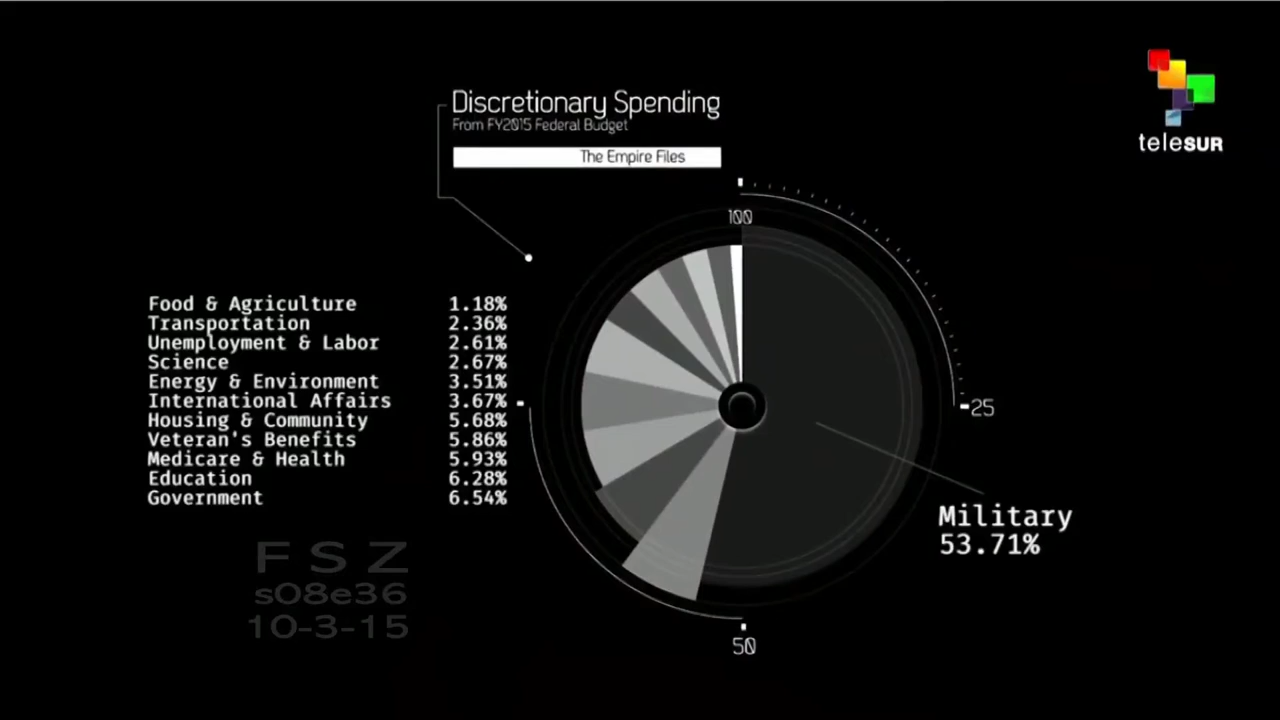 teleSUR
Discretionary Spending
From FY2015 Federal Budget
The Empire Files
100
Food & Agriculture 1.18%
Transportation 2.36%
Unemployment & Labor 2.61%
Science 2.67%
Energy & Environment 3.51%
International Affairs 3.67%
Housing & Community 5.68%
Veteran's Benefits 5.86%
Medicare & Health 5.93%
Education 6.28%
Government 6.54%
25
Military
53.71%
50
F S Z
s08e36
10-3-15